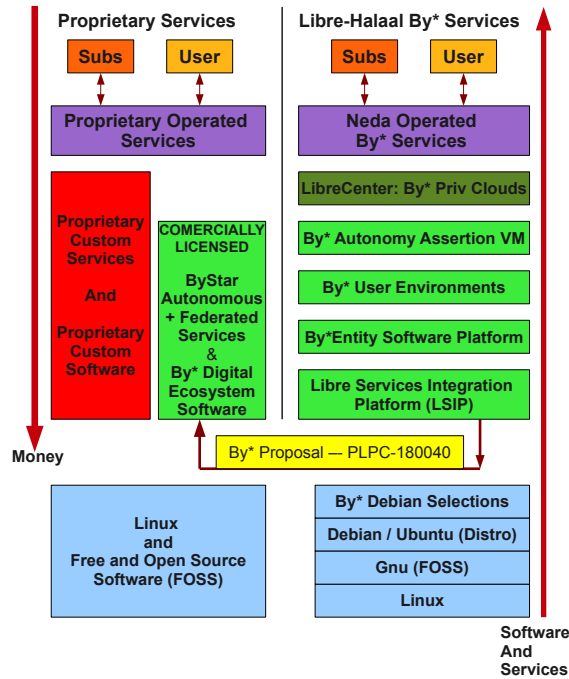 Proprietary Services
Subs
User
Proprietary Operated
Services
Proprietary
Custom
Services
And
Proprietary
Custom
Software
COMERCIALLY
LICENSED
ByStar
Autonomous
+ Federated
Services
&
By* Digital
Ecosystem
Software
Money
Libre-Halaal By* Services
Subs
User
Neda Operated
By* Services
LibreCenter: By* Priv Clouds
By* Autonomy Assertion VM
By* User Environments
By*Entity Software Platform
Libre Services Integration
Platform (LSIP)
By* Proposal –- PLPC-180040
Linux
and
Free and Open Source
Software (FOSS)
By* Debian Selections
Debian / Ubuntu (Distro)
Gnu (FOSS)
Linux
Software
And
Services